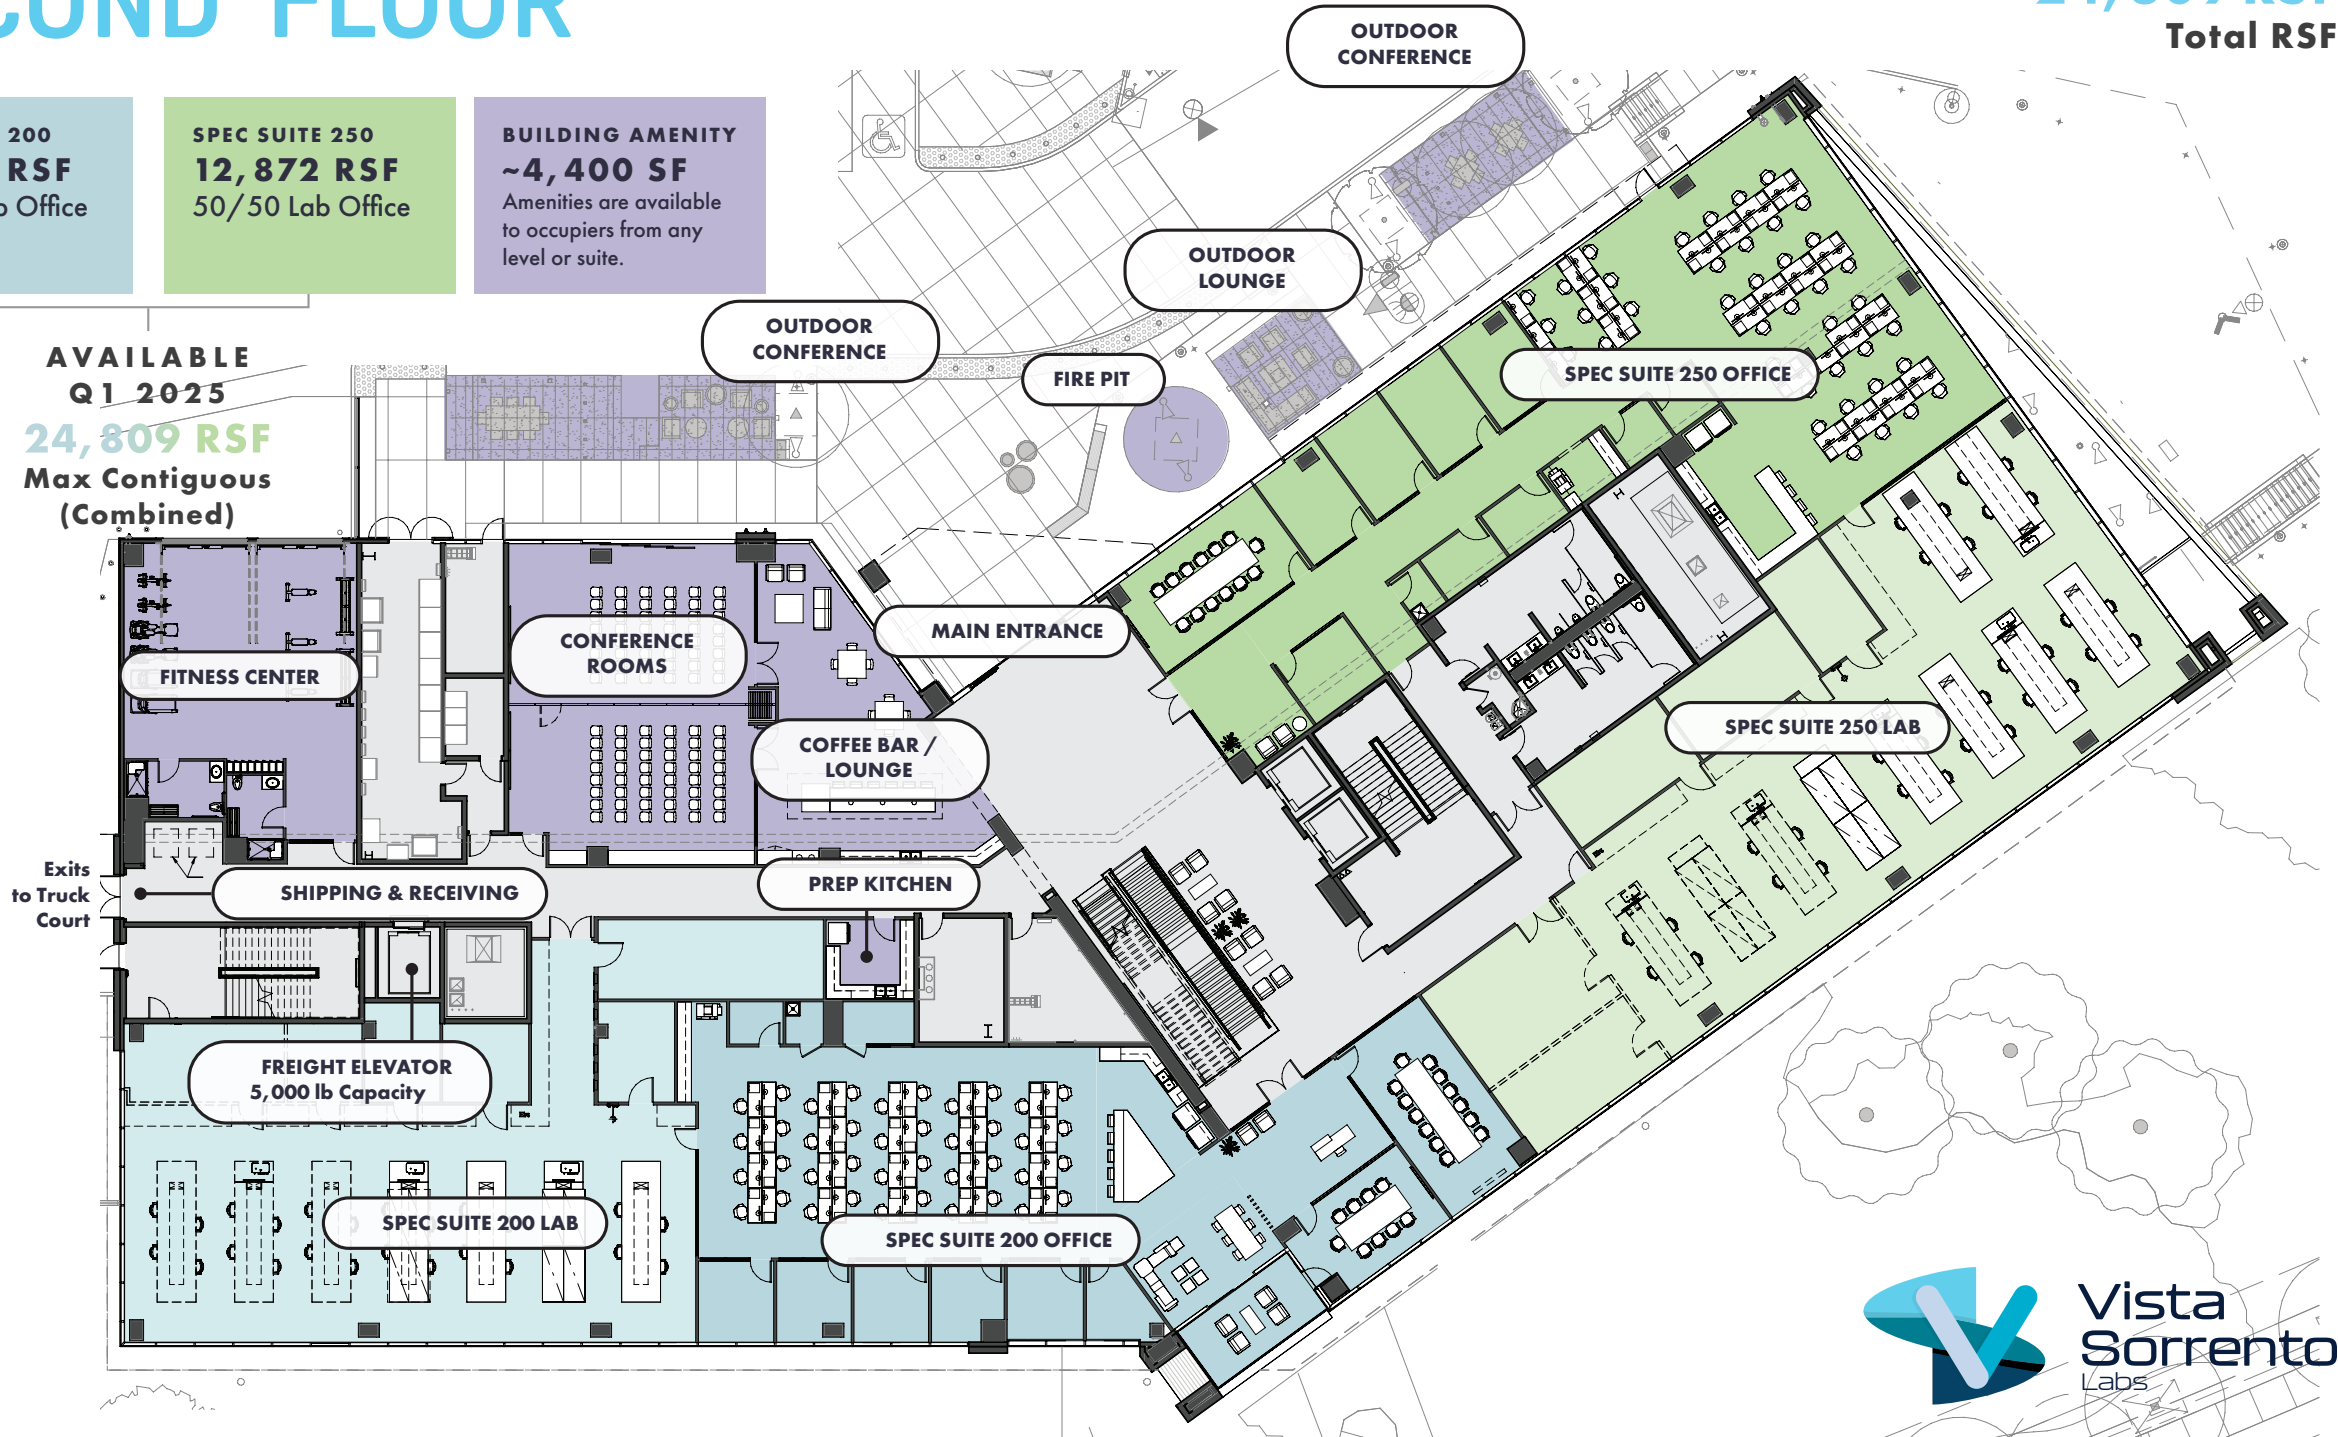 COND FLOOR
Total RSF
200
RSF
Office
SPEC SUITE 250
12,872 RSF
50/50 Lab Office
BUILDING AMENITY
~4,400 SF
Amenities are available
to occupiers from any
level or suite.
AVAILABLE
Q1 2025
24,809 RSF
Max Contiguous
(Combined)
OUTDOOR
CONFERENCE
OUTDOOR
LOUNGE
OUTDOOR
CONFERENCE
FIRE PIT
SPEC SUITE 250 OFFICE
MAIN ENTRANCE
CONFERENCE
ROOMS
FITNESS CENTER
COFFEE BAR /
LOUNGE
SPEC SUITE 250 LAB
Exits
to Truck
Court
SHIPPING & RECEIVING
PREP KITCHEN
FREIGHT ELEVATOR
5,000 lb Capacity
SPEC SUITE 200 LAB
SPEC SUITE 200 OFFICE
Vista
Sorrento
Labs